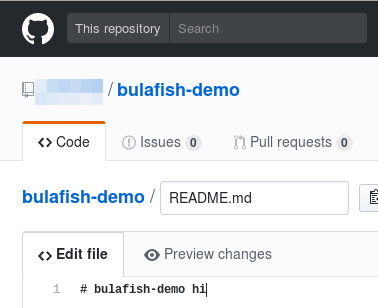 This repository Search
/ bulafish-demo
Code Issues 0 Pull requests 0
bulafish-demo / README.md
Edit file Preview changes
1 # bulafish-demo hi